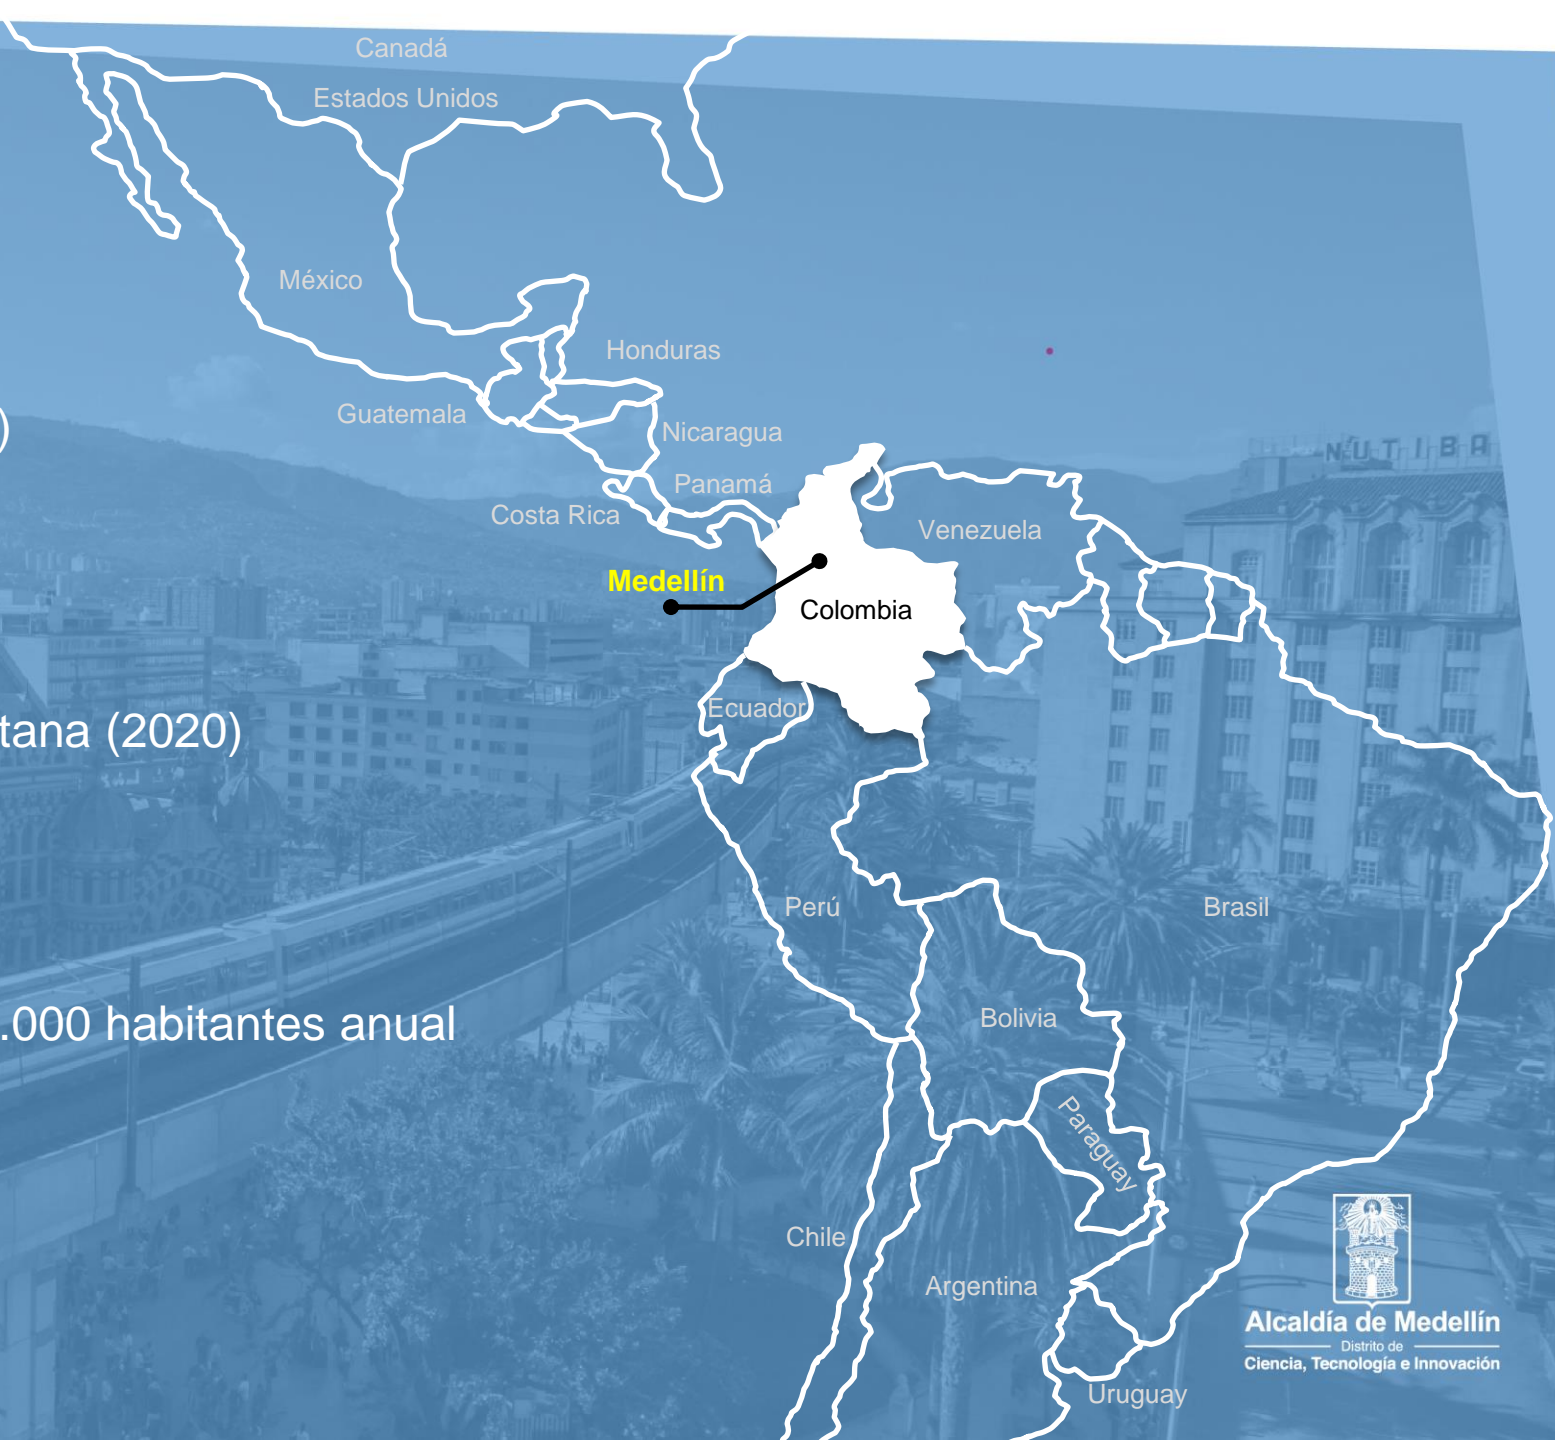 Canadá
Estados Unidos
México
Honduras
)
Guatemala
Nicaragua
NÚTIBA
Panamá
Costa Rica
Venezuela
Medellín
Colombia
tana (2020)
Ecuador
Perú
Brasil
.000 habitantes anual
Bolivia
Paraguay
Chile
Argentina
Alcaldía de Medellín
Distrito de
Ciencia, Tecnología e Innovación
Uruguay